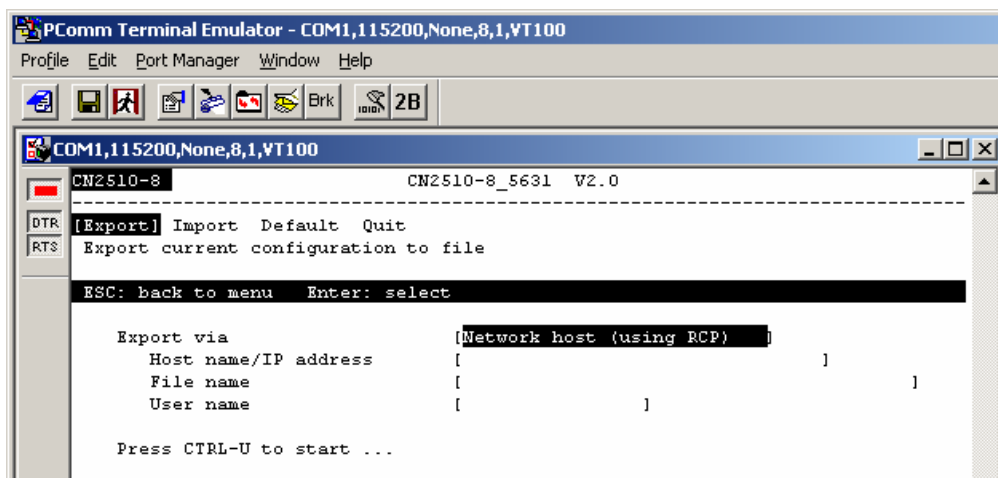 PComm Terminal Emulator - COM1,115200,None,8,1,VT100
Profile Edit Port Manager Window Help
Brk 2B
COM1,115200,None,8,1,VT100
CN2510-8 CN2510-8_5631 V2.0
--------------------------------------------------------------------------------
DTR [Export] Import Default Quit
RTS Export current configuration to file
ESC: back to menu Enter: select
Export via [Network host (using RCP) ]
Host name/IP address [ ]
File name [ ]
User name [ ]
Press CTRL-U to start ...